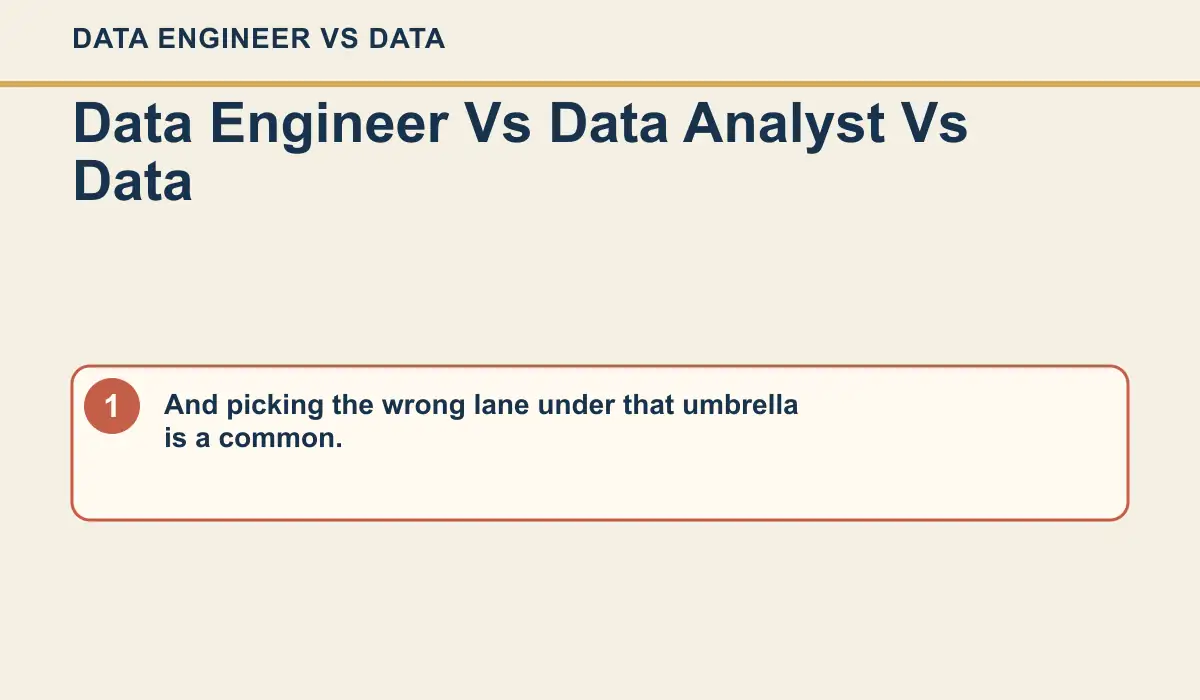 DATA ENGINEER VS DATA
Data Engineer Vs Data Analyst Vs
Data
1
And picking the wrong lane under that umbrella
is a common.